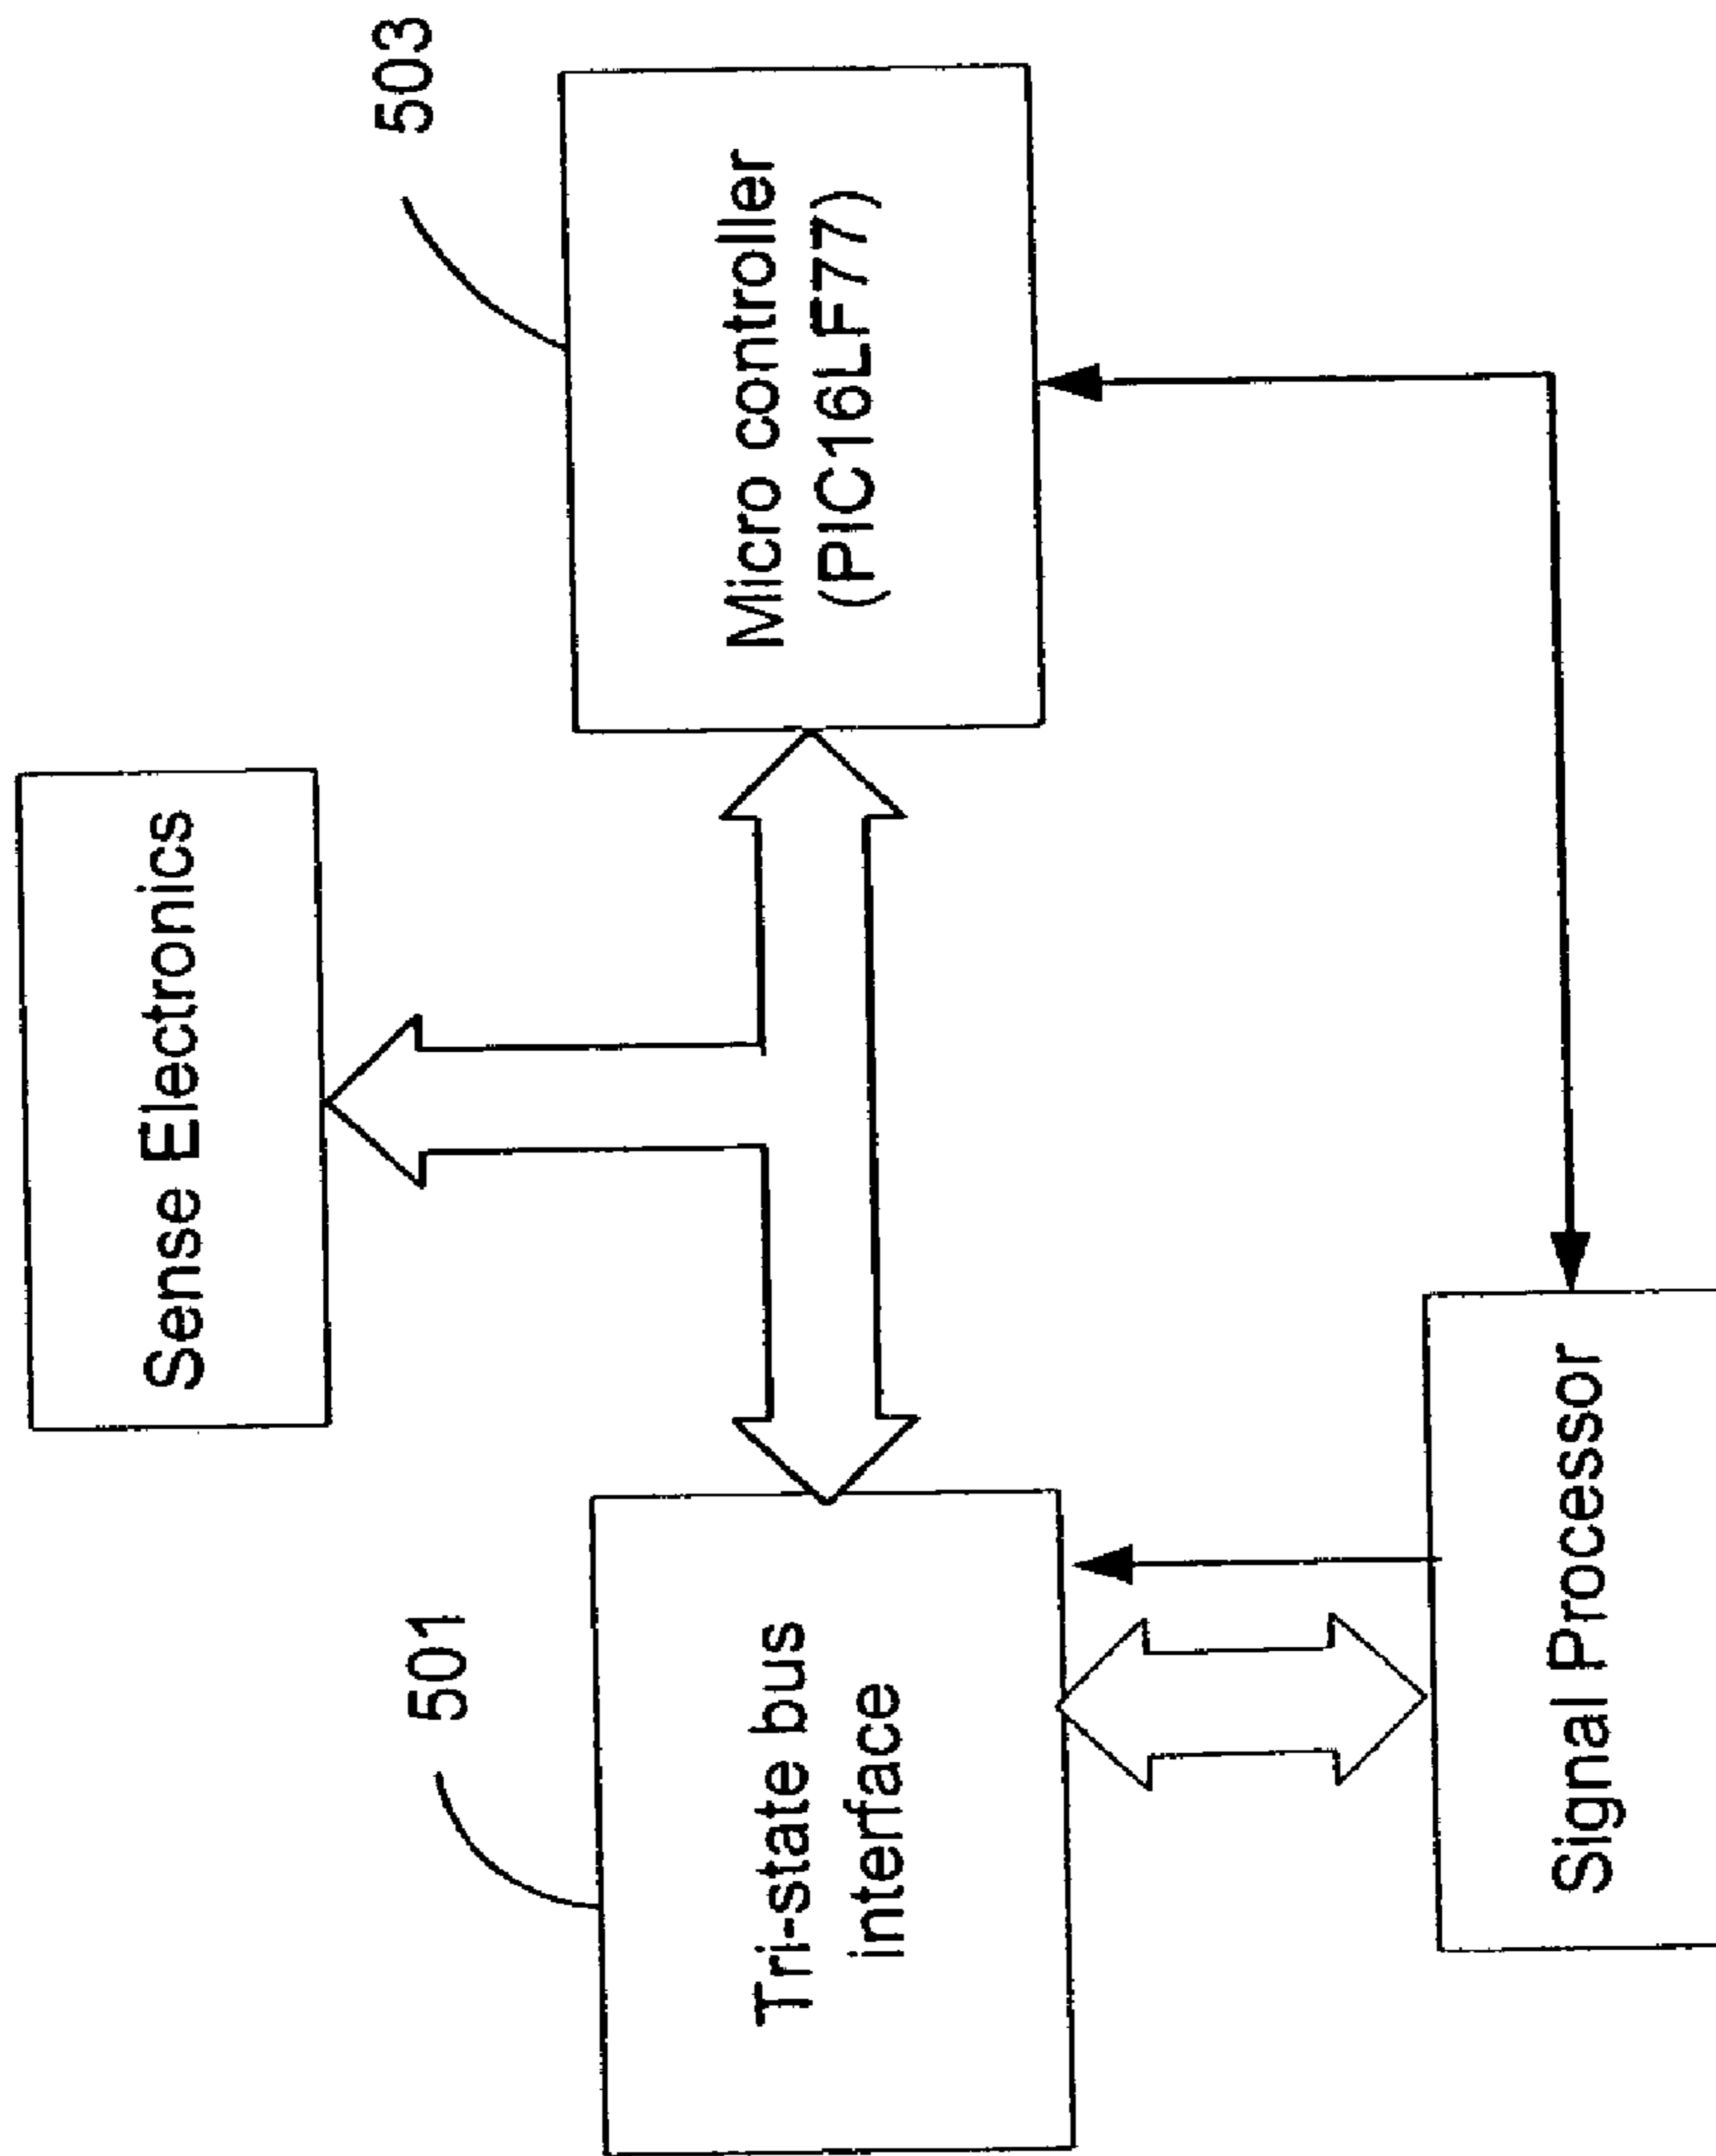 Sense Electronics
501
503
Tri-state bus
interface
Micro controller
(PIC16LF77)
Signal Processor